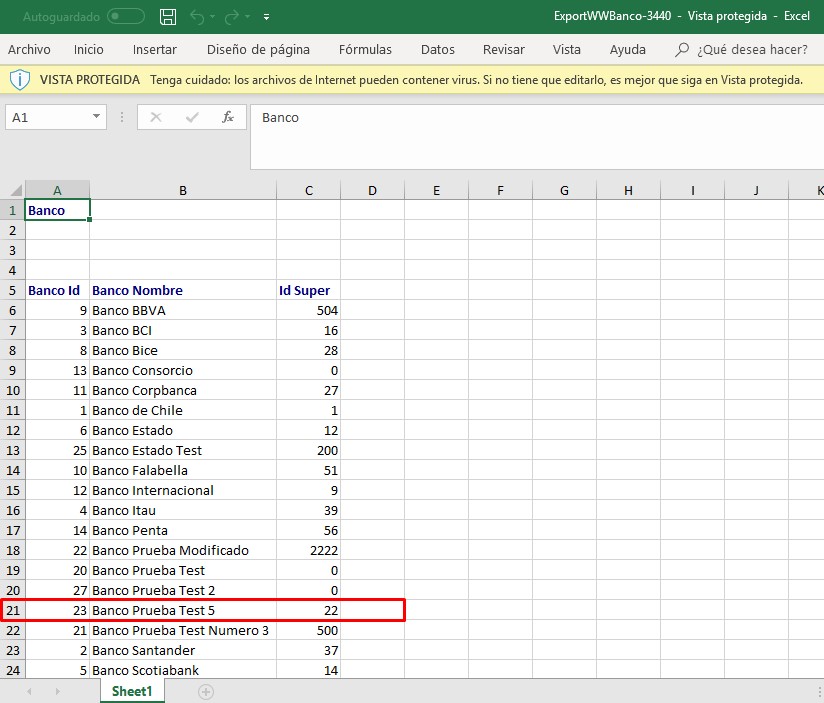 Autoguardado ExportWWBanco-3440 - Vista protegida - Excel
Archivo Inicio Insertar Diseño de página Fórmulas Datos Revisar Vista Ayuda ¿Qué desea hacer?
VISTA PROTEGIDA Tenga cuidado: los archivos de Internet pueden contener virus. Si no tiene que editarlo, es mejor que siga en Vista protegida.
A1 fx Banco
A B C D E F G H I J K
1 Banco
2
3
4
5 Banco Id Banco Nombre Id Super
6 9 Banco BBVA 504
7 3 Banco BCI 16
8 8 Banco Bice 28
9 13 Banco Consorcio 0
10 11 Banco Corpbanca 27
11 1 Banco de Chile 1
12 6 Banco Estado 12
13 25 Banco Estado Test 200
14 10 Banco Falabella 51
15 12 Banco Internacional 9
16 4 Banco Itau 39
17 14 Banco Penta 56
18 22 Banco Prueba Modificado 2222
19 20 Banco Prueba Test 0
20 27 Banco Prueba Test 2 0
21 23 Banco Prueba Test 5 22
22 21 Banco Prueba Test Numero 3 500
23 2 Banco Santander 37
24 5 Banco Scotiabank 14
Sheet1